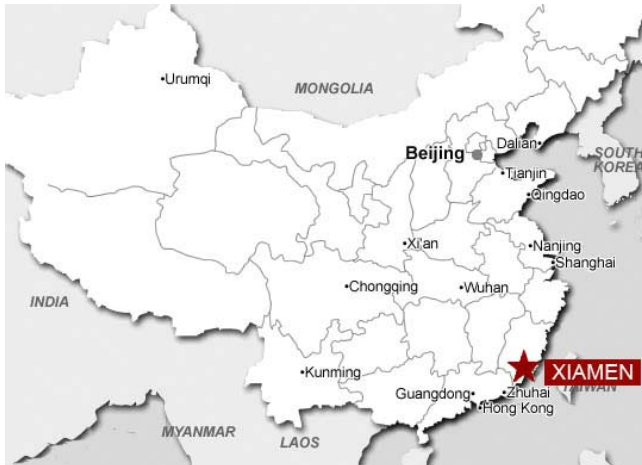 Urumqi
MONGOLIA
Beijing
Dalian
SOUTH
KOREA
Tianjin
Qingdao
Xi'an
Nanjing
Shanghai
Chongqing
Wuhan
INDIA
XIAMEN
Kunming
TAIWAN
Guangdong
Zhuhai
Hong Kong
MYANMAR
LAOS